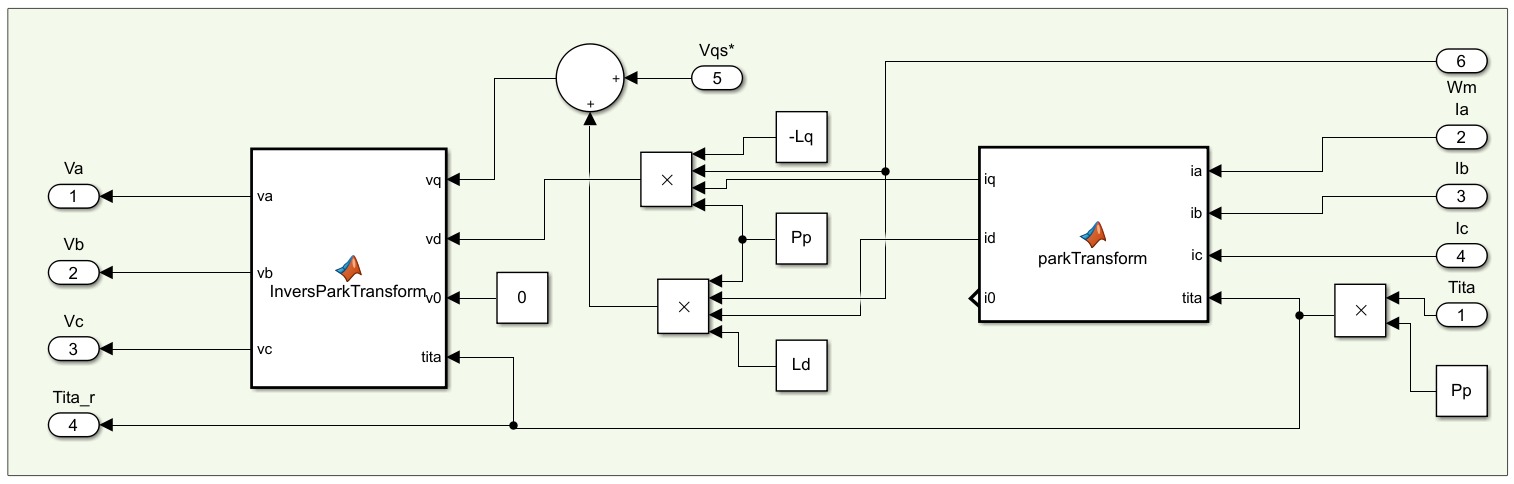 Vqs*
+
5
+
6
Wm
-Lq
Ia
2
Va
1
va
vq
×
iq
ia
Ib
3
Vb
2
vb
vd
Pp
id
ib
parkTransform
Ic
4
ic
InversParkTransform
v0
0
×
i0
tita
×
Tita
1
Vc
3
vc
tita
Ld
Pp
Tita_r
4